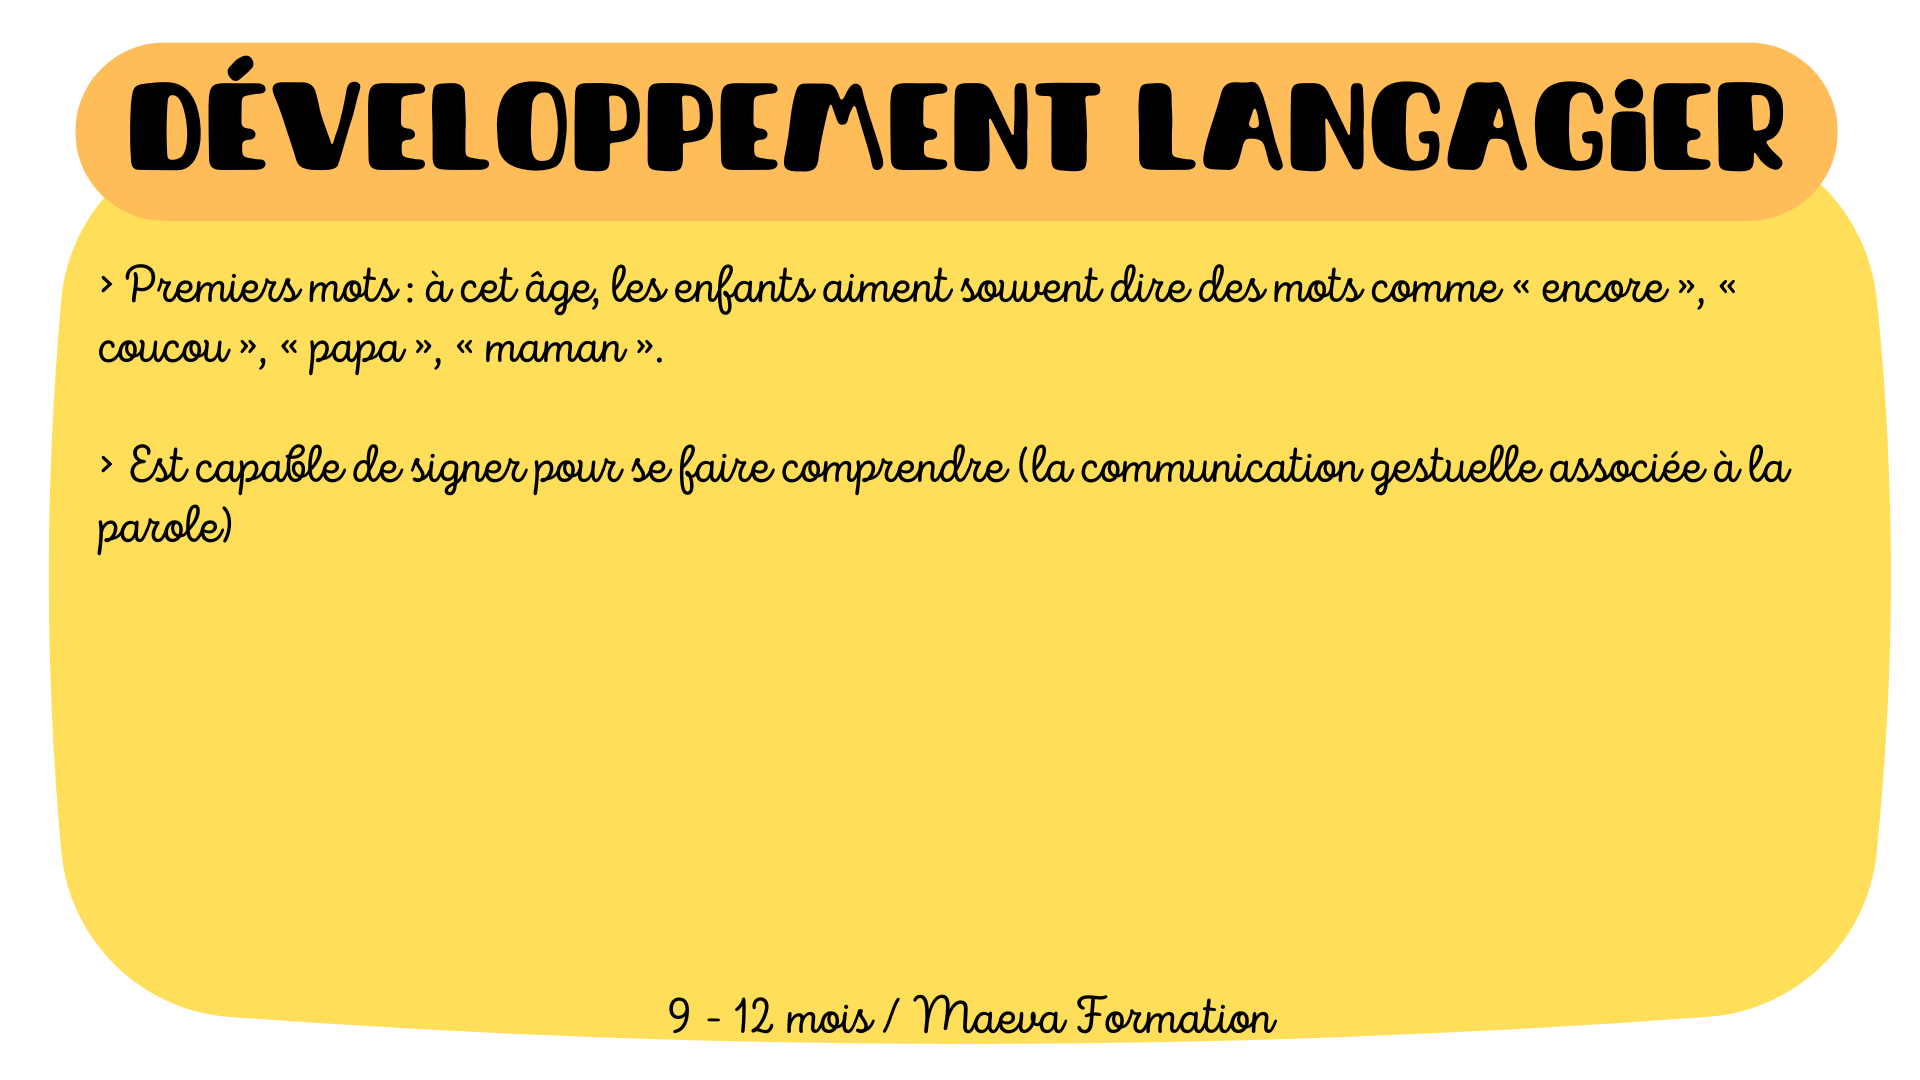 DÉVELOPPEMENT LANGAGiER
> Premiers mots : à cet âge, les enfants aiment souvent dire des mots comme « encore », «
coucou », « papa », « maman ».
> Est capable de signer pour se faire comprendre (la communication gestuelle associée à la
parole)
9 - 12 mois / Maeva Formation